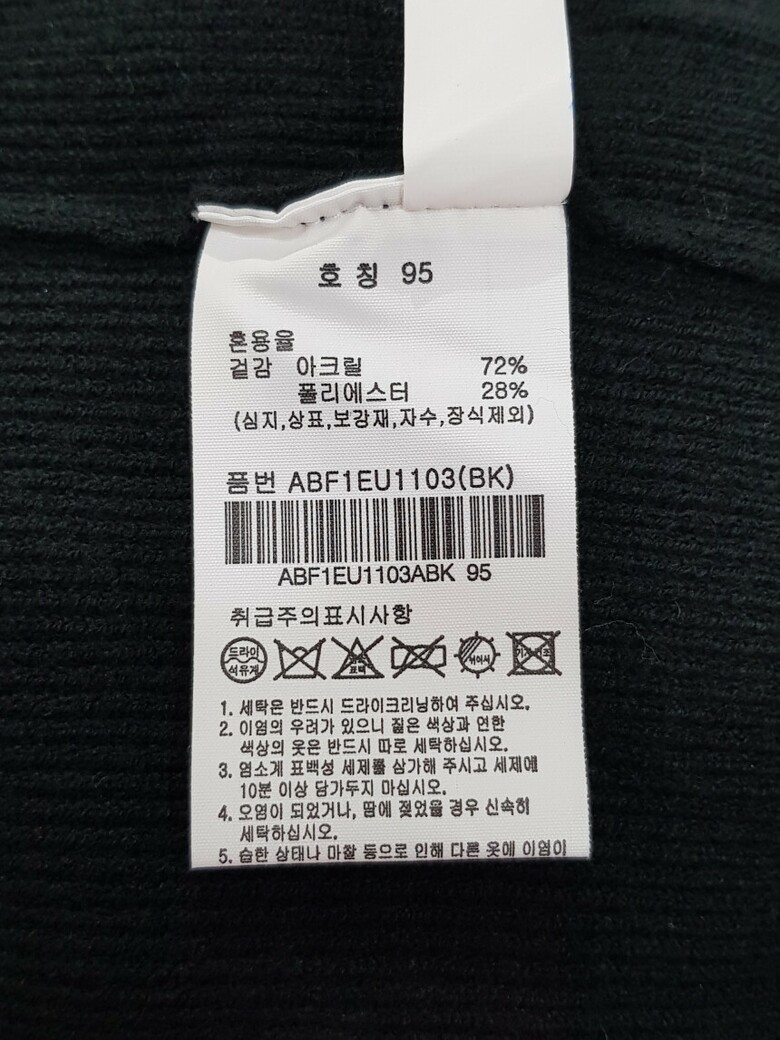 호 칭 95
혼용율
겉감 아크릴 72%
폴리에스터 28%
(심지,상표,보강재,자수,장식제외)
품번 ABF1EU1103(BK)
ABF1EU1103ABK 95
취급주의표시사항
드라이
석유계
표백
뉘어서
1. 세탁은 반드시 드라이크리닝하여 주십시오.
2. 이염의 우려가 있으니 짙은 색상과 연한
색상의 옷은 반드시 따로 세탁하십시오.
3. 염소계 표백성 세제를 삼가해 주시고 세제에
10분 이상 담가두지 마십시오.
4. 오염이 되었거나, 땀에 젖었을 경우 신속히
세탁하십시오.
5. 습한 상태나 마찰 등으로 인해 다른 옷에 이염이